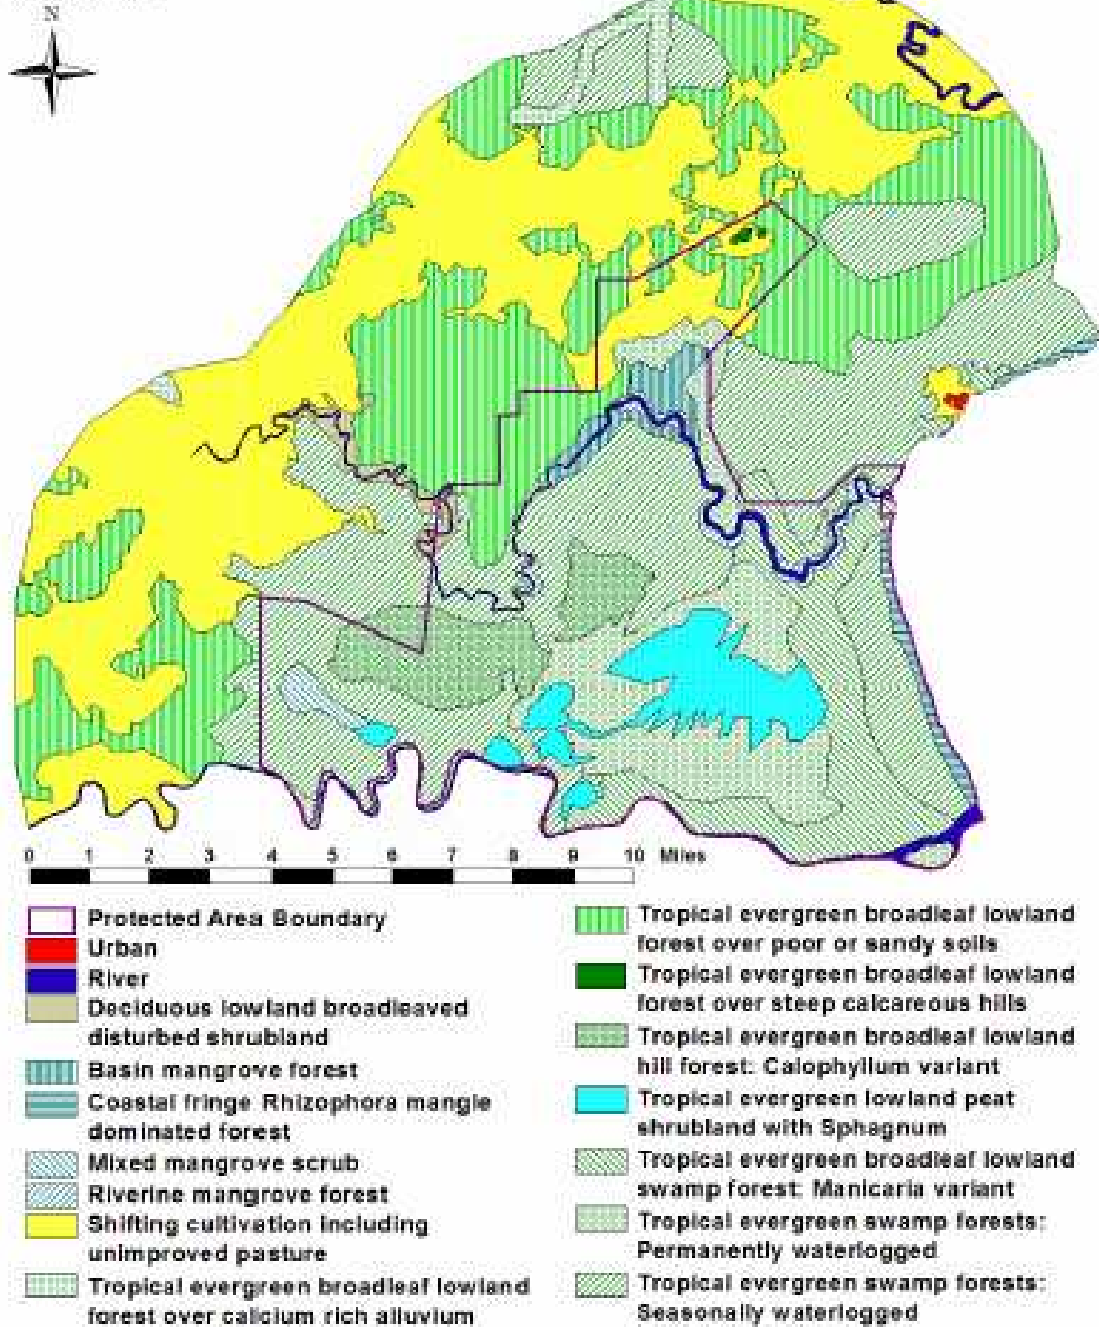 N
0 1 2 3 4 5 6 7 8 9 10 Miles
Protected Area Boundary
Urban
River
Deciduous lowland broadleaved
disturbed shrubland
Basin mangrove forest
Coastal fringe Rhizophora mangle
dominated forest
Mixed mangrove scrub
Riverine mangrove forest
Shifting cultivation including
unimproved pasture
Tropical evergreen broadleaf lowland
forest over calcium rich alluvium
Tropical evergreen broadleaf lowland
forest over poor or sandy soils
Tropical evergreen broadleaf lowland
forest over steep calcareous hills
Tropical evergreen broadleaf lowland
hill forest: Calophyllum variant
Tropical evergreen lowland peat
shrubland with Sphagnum
Tropical evergreen broadleaf lowland
swamp forest: Manicaria variant
Tropical evergreen swamp forests:
Permanently waterlogged
Tropical evergreen swamp forests:
Seasonally waterlogged